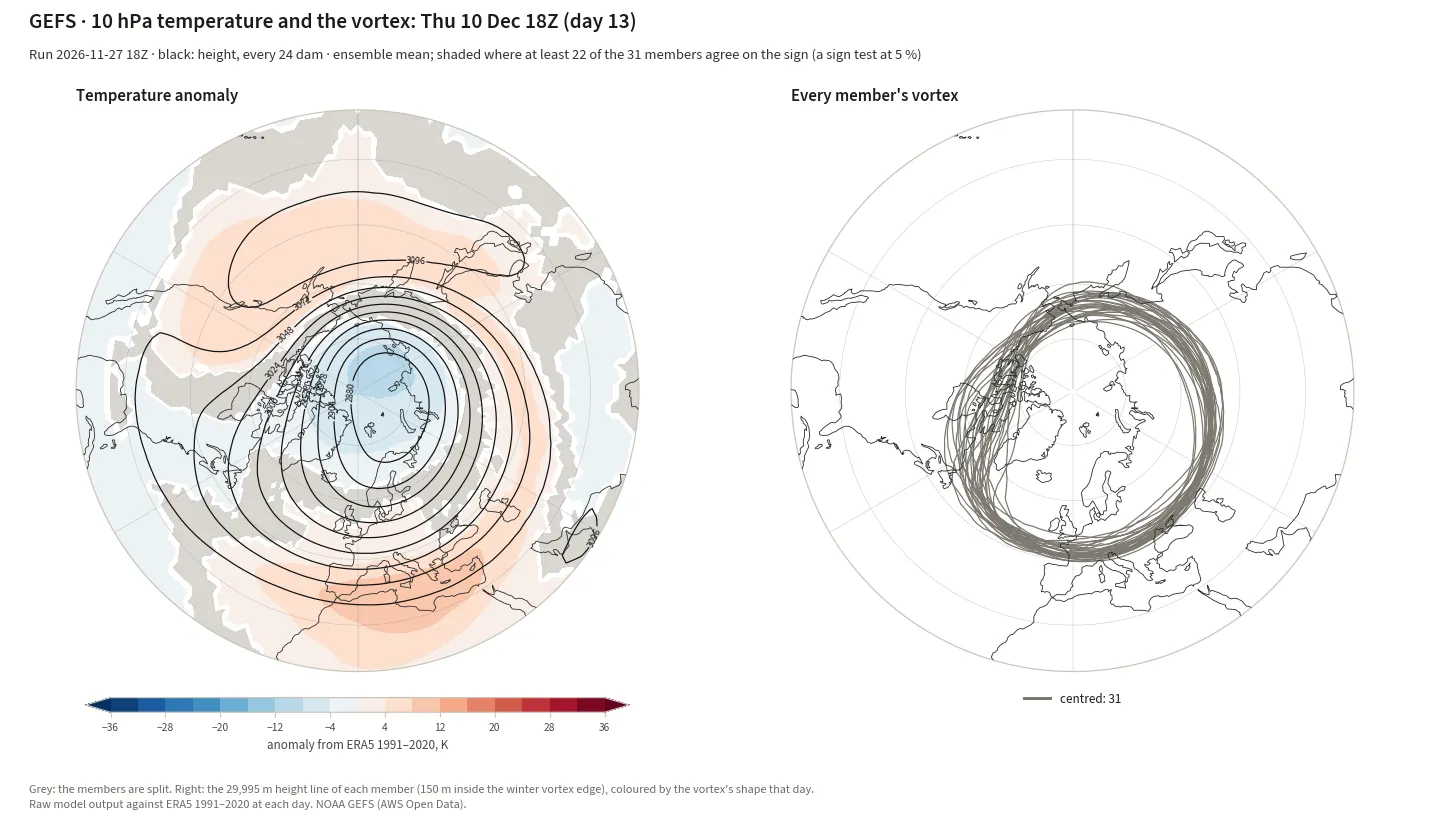 GEFS · 10 hPa temperature and the vortex: Thu 10 Dec 18Z (day 13)
Run 2026-11-27 18Z · black: height, every 24 dam · ensemble mean; shaded where at least 22 of the 31 members agree on the sign (a sign test at 5 %)
Temperature anomaly
Every member's vortex
3096
3072
3048
3024
2880
3096
centred: 31
−36 −28 −20 −12 −4 4 12 20 28 36
anomaly from ERA5 1991–2020, K
Grey: the members are split. Right: the 29,995 m height line of each member (150 m inside the winter vortex edge), coloured by the vortex's shape that day.
Raw model output against ERA5 1991–2020 at each day. NOAA GEFS (AWS Open Data).